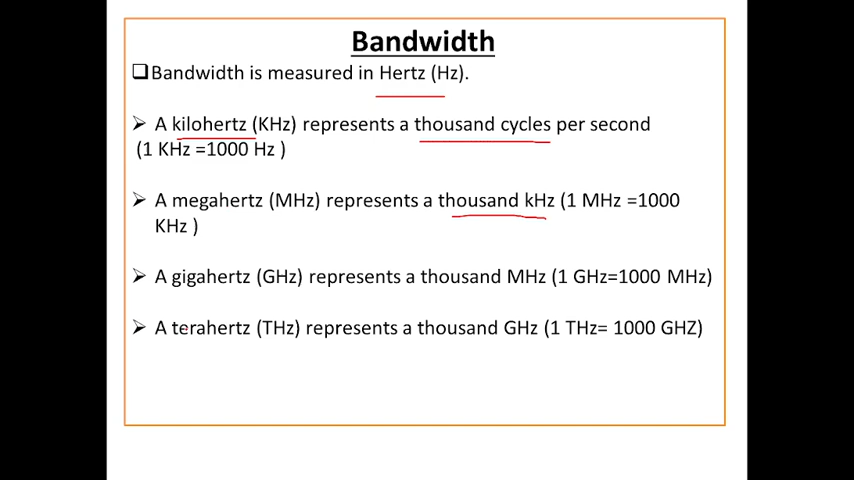 Bandwidth
❑Bandwidth is measured in Hertz (Hz).
➢ A kilohertz (KHz) represents a thousand cycles per second
(1 KHz =1000 Hz )
➢ A megahertz (MHz) represents a thousand kHz (1 MHz =1000
KHz )
➢ A gigahertz (GHz) represents a thousand MHz (1 GHz=1000 MHz)
➢ A terahertz (THz) represents a thousand GHz (1 THz= 1000 GHZ)